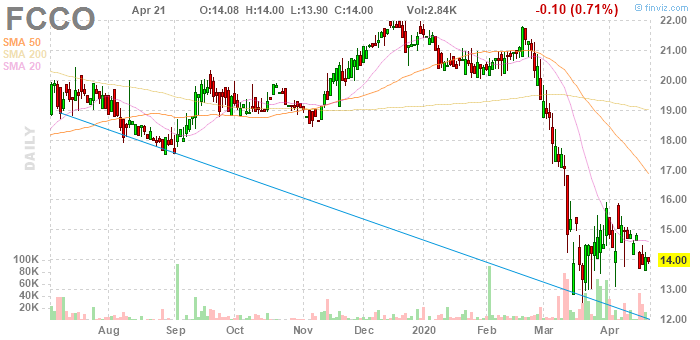 FCCO Apr 21 O:14.08 H:14.00 L:13.90 C:14.00 Vol:2.84K -0.10 (0.71%) © finviz.com
SMA 50
SMA 200
SMA 20
DAILY
22.00
21.00
20.00
19.00
18.00
17.00
16.00
15.00
14.00
13.00
12.00
100K
80K
60K
40K
20K
Aug Sep Oct Nov Dec 2020 Feb Mar Apr